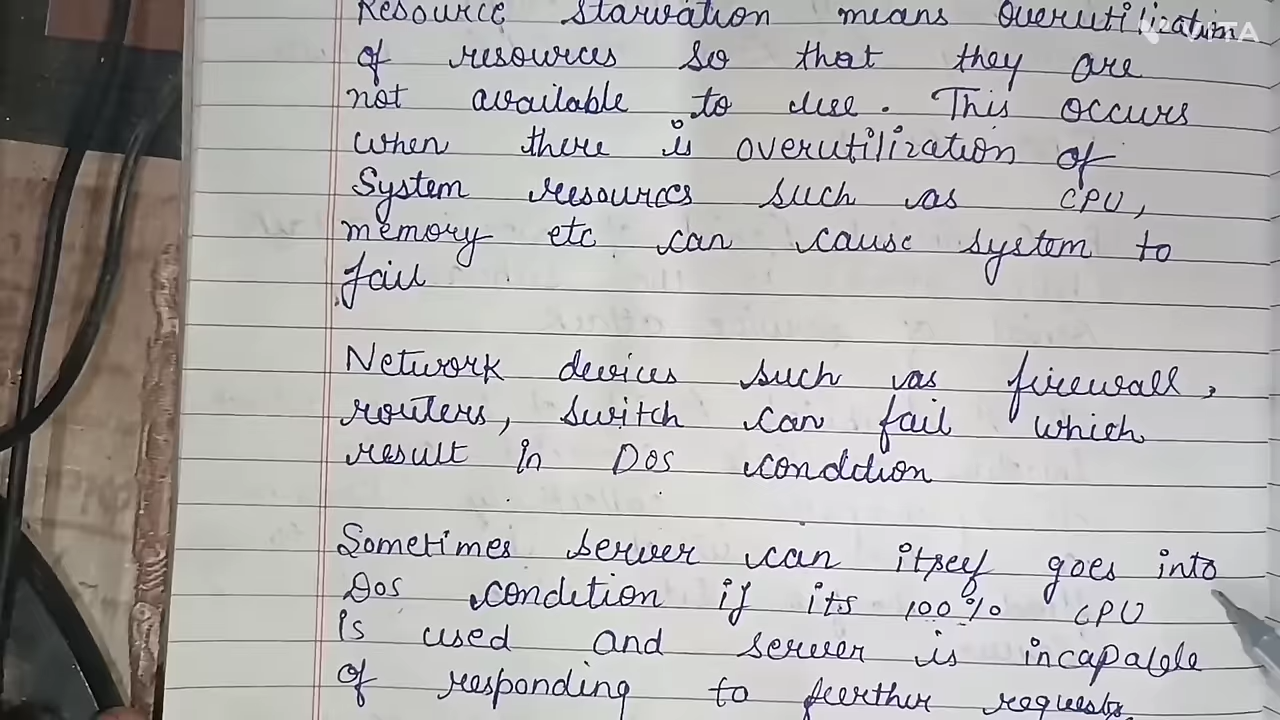 Resource starvation means overutilization
of resources so that they are
not available to use. This occurs
when there is overutilization of
System resources such as CPU,
memory etc can cause system to
fail
Network devices such as firewall,
routers, switch can fail which
result in DOS condition
Sometimes server can itself goes into
DOS condition if its 100% CPU
is used and server is incapable
of responding to further requests
VITA